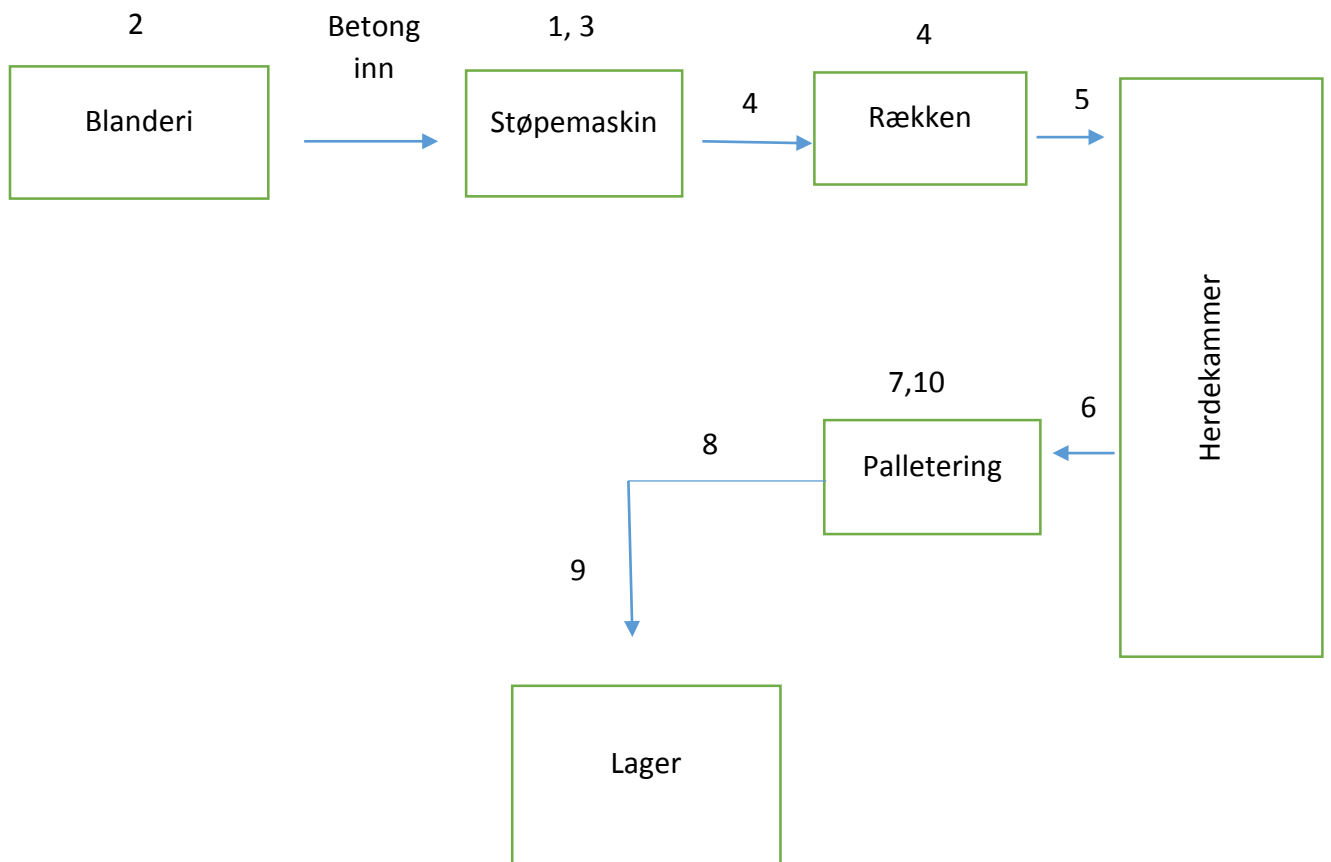 2
Betong
inn
1, 3
4
Blanderi
Støpemaskin
4
Rækken
5
Herdekammer
7,10
6
8
Palletering
9
Lager